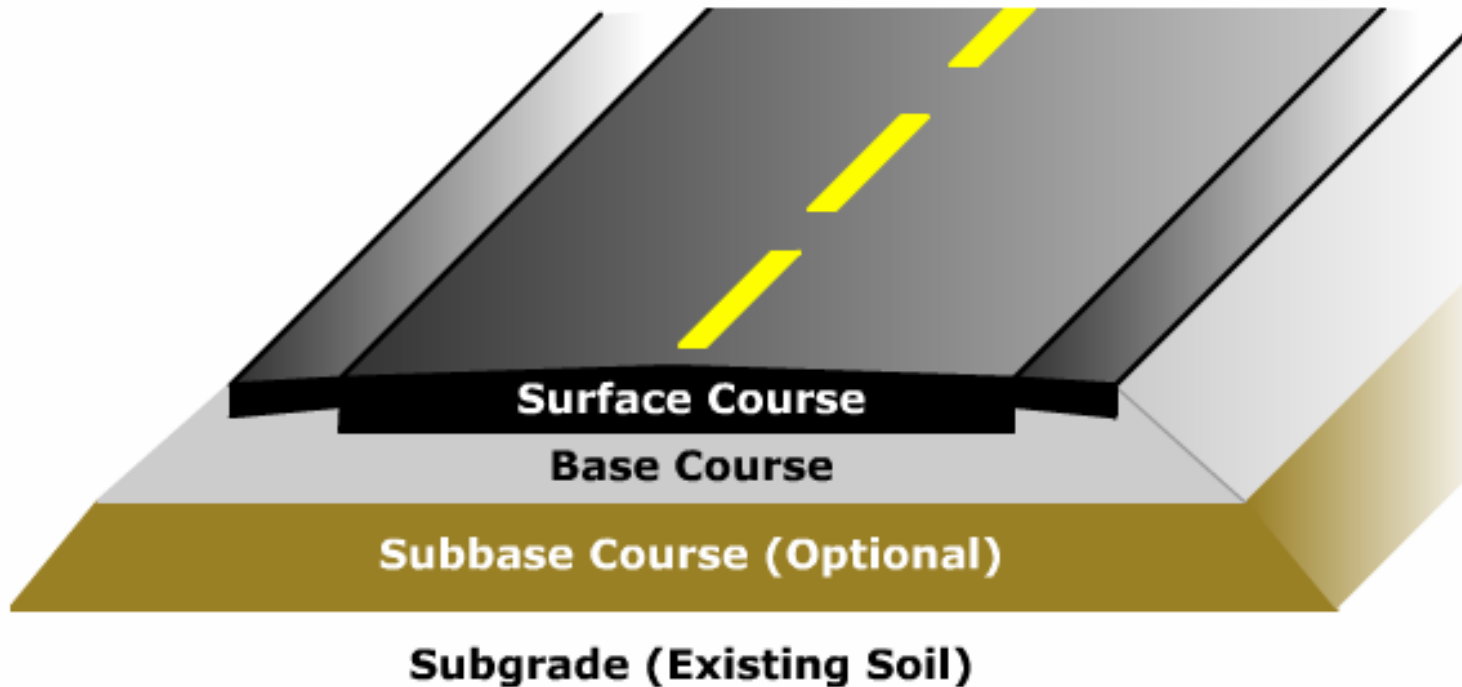 Surface Course
Base Course
Subbase Course (Optional)
Subgrade (Existing Soil)